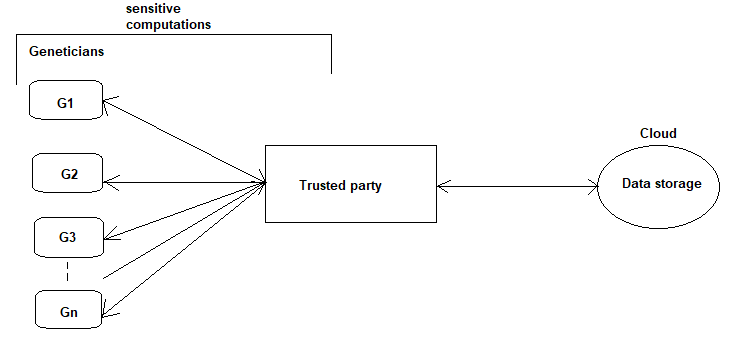 sensitive
computations
Geneticians
G1
G2
G3
Gn
Trusted party
Cloud
Data storage